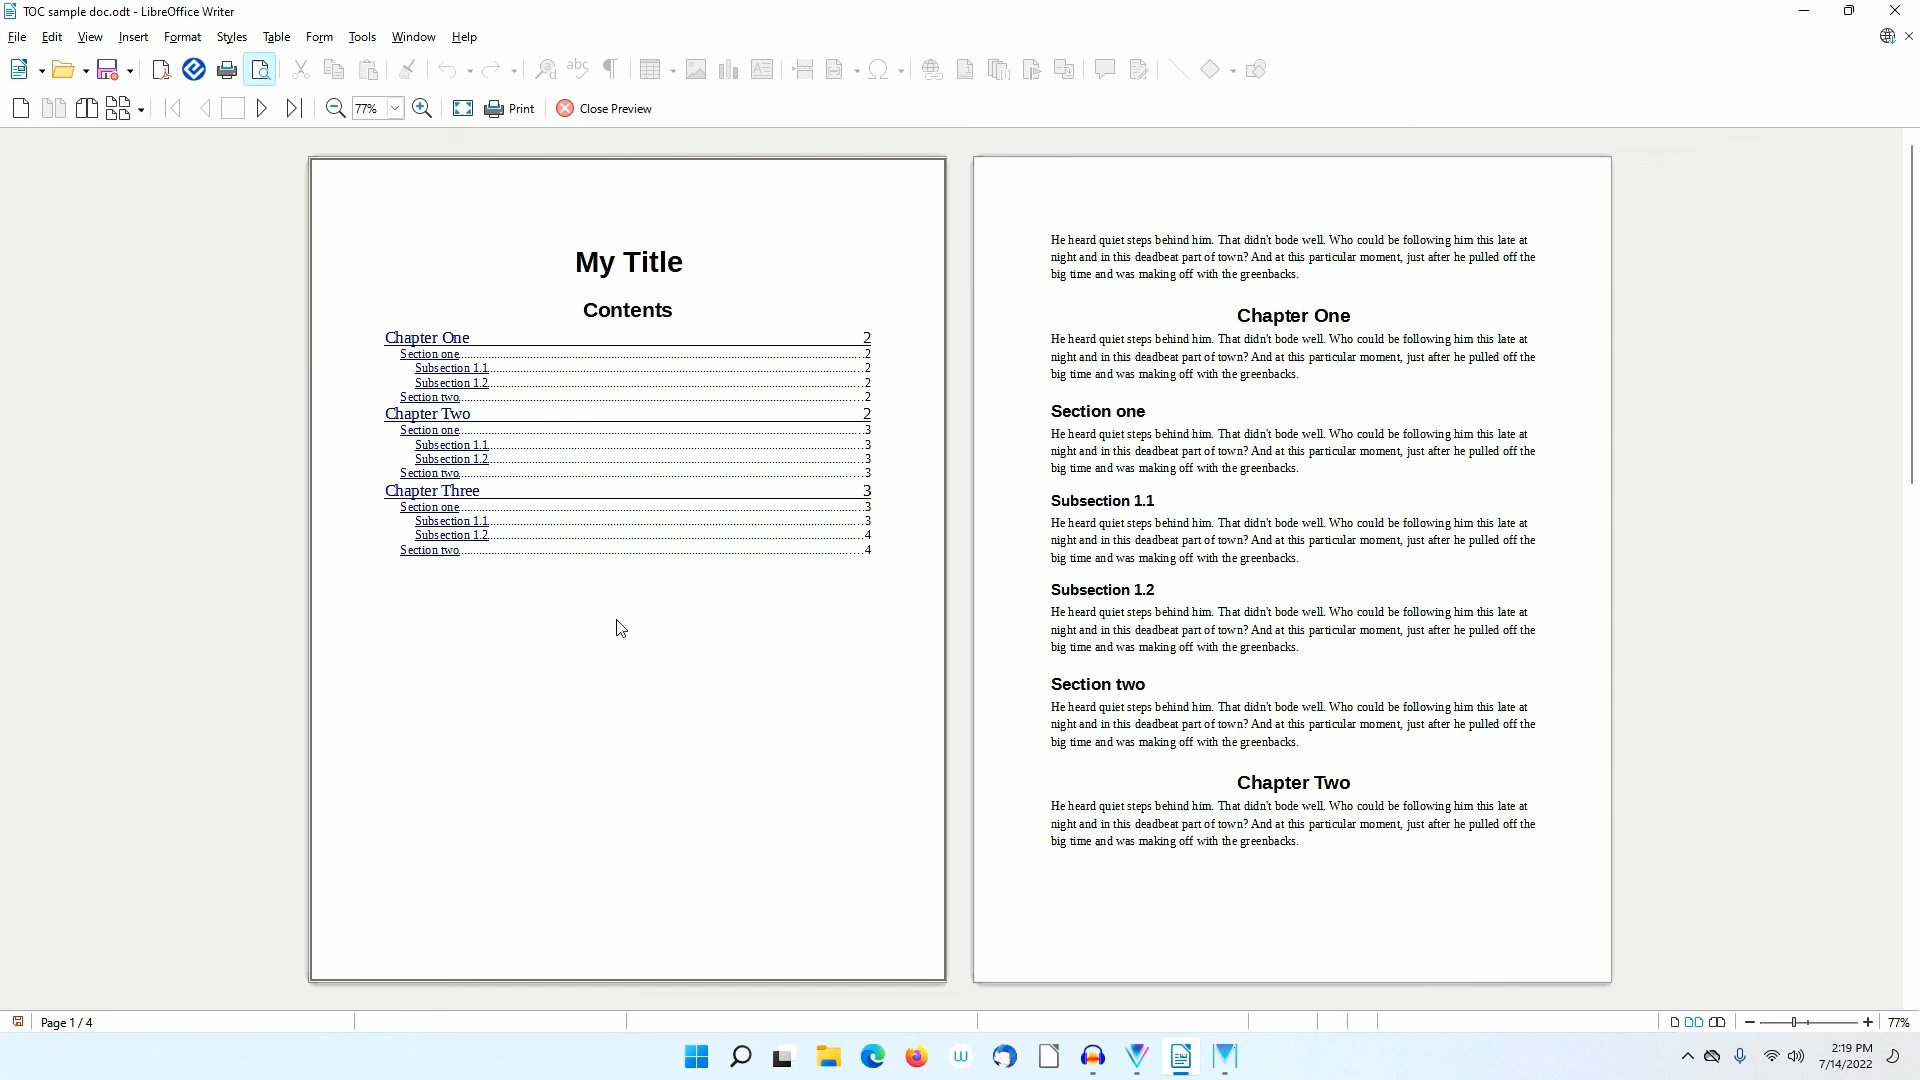 TOC sample doc.odt - LibreOffice Writer
File Edit View Insert Format Styles Table Form Tools Window Help
77% Print Close Preview
My Title
Contents
Chapter One 2
Section one 2
Subsection 1.1 2
Subsection 1.2 2
Section two 2
Chapter Two 2
Section one 3
Subsection 1.1 3
Subsection 1.2 3
Section two 3
Chapter Three 3
Section one 3
Subsection 1.1 3
Subsection 1.2 4
Section two 4
He heard quiet steps behind him. That didn't bode well. Who could be following him this late at
night and in this deadbeat part of town? And at this particular moment, just after he pulled off the
big time and was making off with the greenbacks.
Chapter One
He heard quiet steps behind him. That didn't bode well. Who could be following him this late at
night and in this deadbeat part of town? And at this particular moment, just after he pulled off the
big time and was making off with the greenbacks.
Section one
He heard quiet steps behind him. That didn't bode well. Who could be following him this late at
night and in this deadbeat part of town? And at this particular moment, just after he pulled off the
big time and was making off with the greenbacks.
Subsection 1.1
He heard quiet steps behind him. That didn't bode well. Who could be following him this late at
night and in this deadbeat part of town? And at this particular moment, just after he pulled off the
big time and was making off with the greenbacks.
Subsection 1.2
He heard quiet steps behind him. That didn't bode well. Who could be following him this late at
night and in this deadbeat part of town? And at this particular moment, just after he pulled off the
big time and was making off with the greenbacks.
Section two
He heard quiet steps behind him. That didn't bode well. Who could be following him this late at
night and in this deadbeat part of town? And at this particular moment, just after he pulled off the
big time and was making off with the greenbacks.
Chapter Two
He heard quiet steps behind him. That didn't bode well. Who could be following him this late at
night and in this deadbeat part of town? And at this particular moment, just after he pulled off the
big time and was making off with the greenbacks.
Page 1 / 4 77%
2:19 PM
7/14/2022